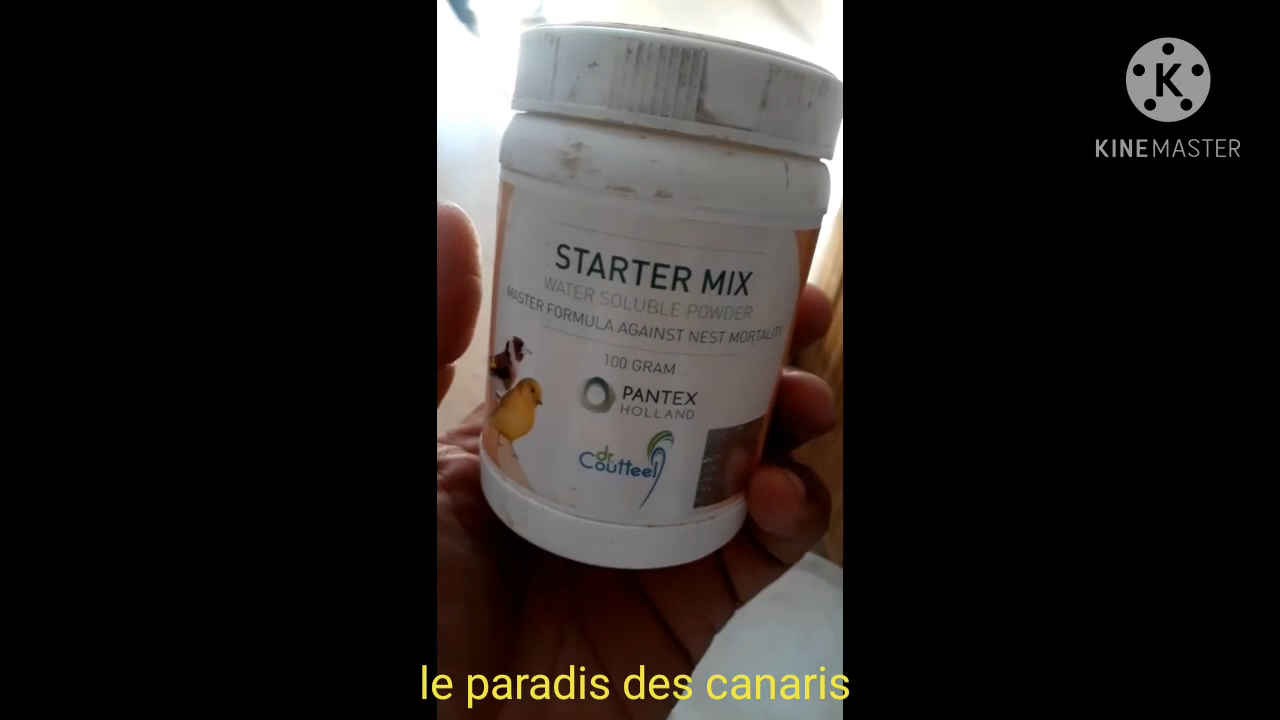 K
KINEMASTER
STARTER MIX
WATER SOLUBLE POWDER
MASTER FORMULA AGAINST NEST MORTALITY
100 GRAM
PANTEX
HOLLAND
dr.
Coutteel
le paradis des canaris